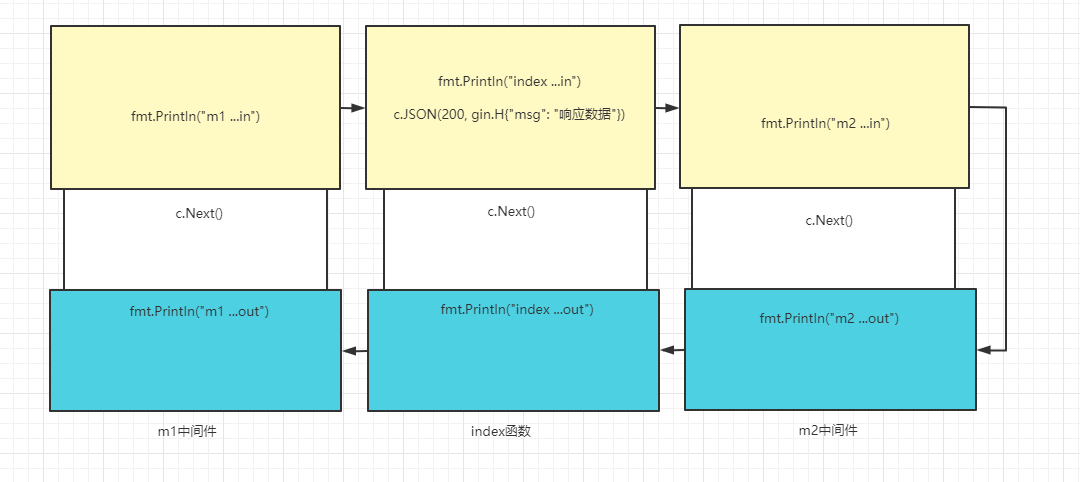 fmt.Println("m1 ...in")
c.Next()
fmt.Println("m1 ...out")
m1中间件
fmt.Println("index ...in")
c.JSON(200, gin.H{"msg": "响应数据"})
c.Next()
fmt.Println("index ...out")
index函数
fmt.Println("m2 ...in")
c.Next()
fmt.Println("m2 ...out")
m2中间件